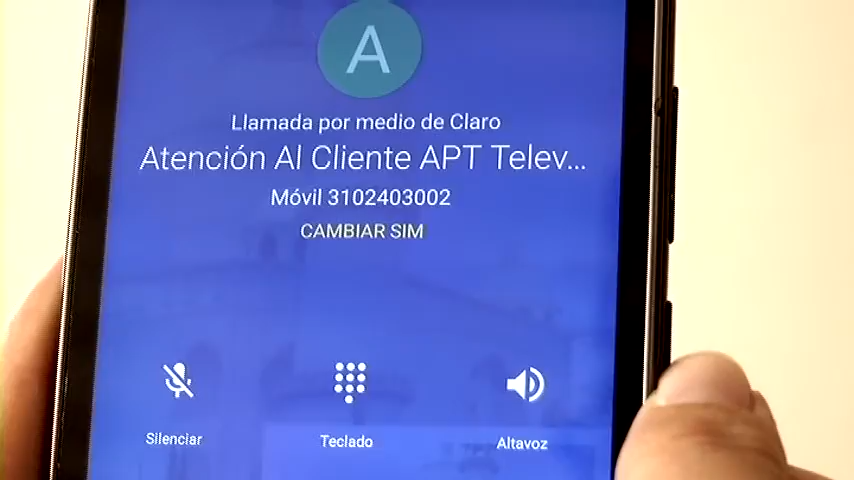 A
Llamada por medio de Claro
Atención Al Cliente APT Telev...
Móvil 3102403002
CAMBIAR SIM
Silenciar
Teclado
Altavoz